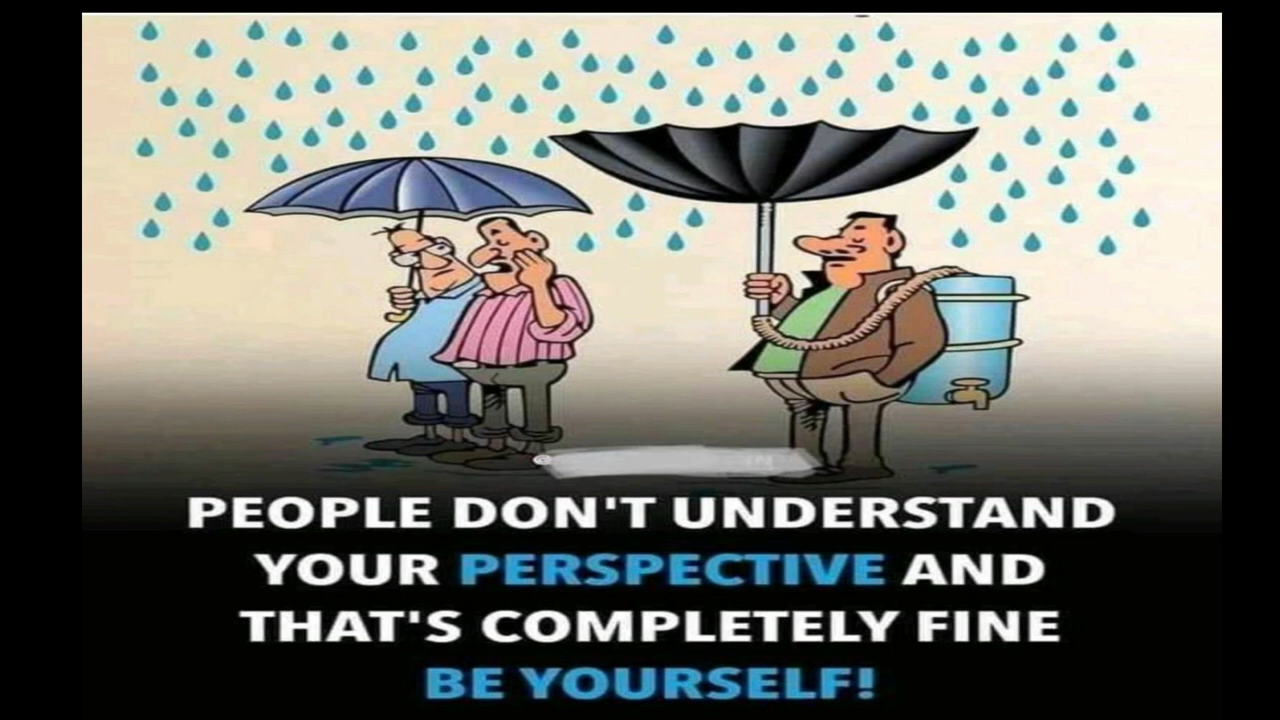 PEOPLE DON'T UNDERSTAND
YOUR PERSPECTIVE AND
THAT'S COMPLETELY FINE
BE YOURSELF!